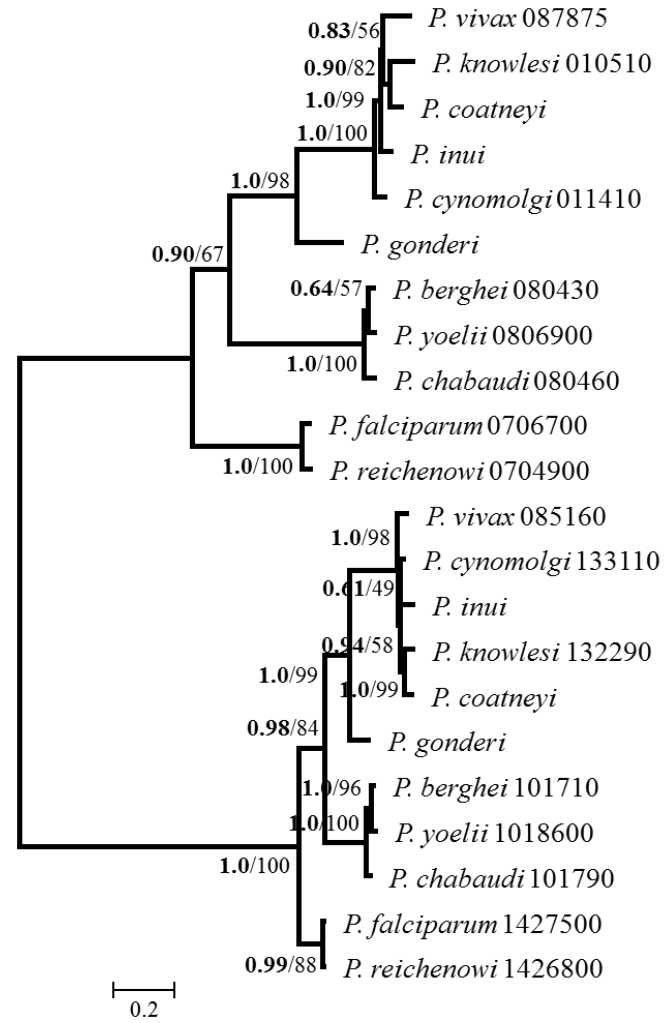 0.83/56
P. vivax 087875
0.90/82
P. knowlesi 010510
1.0/99
P. coatneyi
1.0/100
P. inui
1.0/98
P. cynomolgi 011410
P. gonderi
0.90/67
0.64/57
P. berghei 080430
P. yoelii 0806900
1.0/100
P. chabaudi 080460
P. falciparum 0706700
1.0/100
P. reichenowi 0704900
P. vivax 085160
1.0/98
P. cynomolgi 133110
0.61/49
P. inui
0.94/58
P. knowlesi 132290
1.0/99
1.0/99
P. coatneyi
0.98/84
P. gonderi
1.0/96
P. berghei 101710
1.0/100
P. yoelii 1018600
1.0/100
P. chabaudi 101790
P. falciparum 1427500
0.99/88
P. reichenowi 1426800
0.2